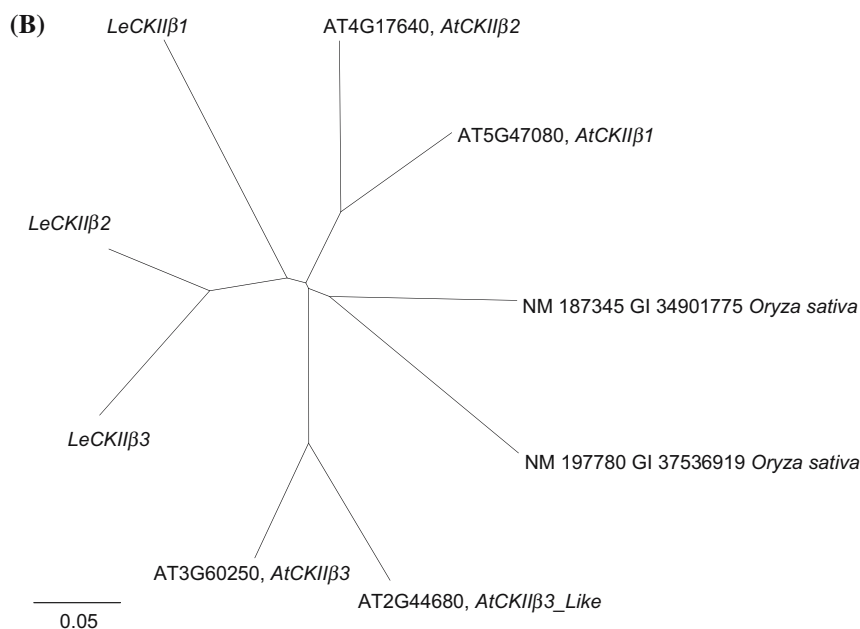 (B)
LeCKIIβ1
AT4G17640, AtCKIIβ2
AT5G47080, AtCKIIβ1
LeCKIIβ2
NM 187345 GI 34901775 Oryza sativa
LeCKIIβ3
NM 197780 GI 37536919 Oryza sativa
AT3G60250, AtCKIIβ3
AT2G44680, AtCKIIβ3_Like
0.05